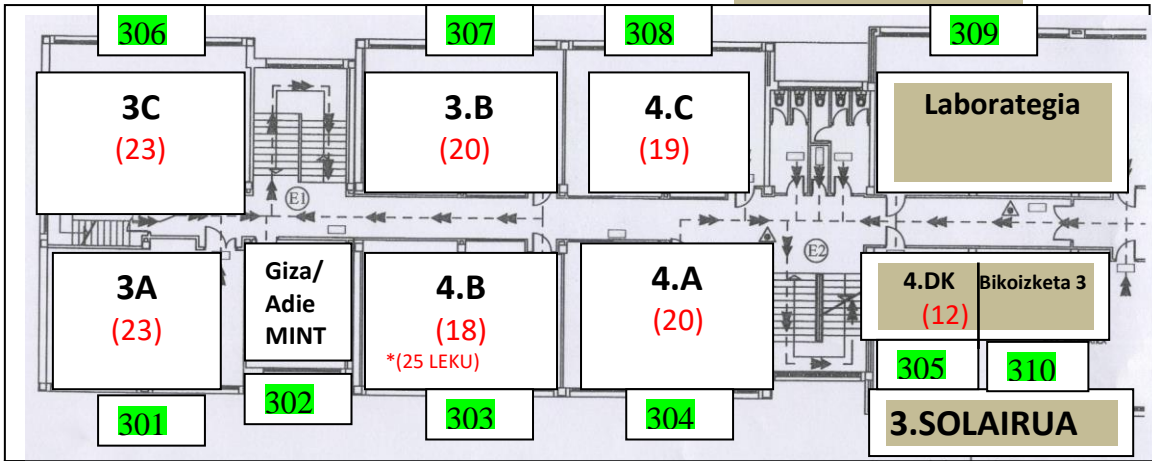 306
307
308
309
3C
(23)
3.B
(20)
4.C
(19)
Laborategia
E1
E2
3A
(23)
Giza/
Adie
MINT
4.B
(18)
*(25 LEKU)
4.A
(20)
4.DK
(12)
Bikoizketa 3
301
302
303
304
305
310
3.SOLAIRUA